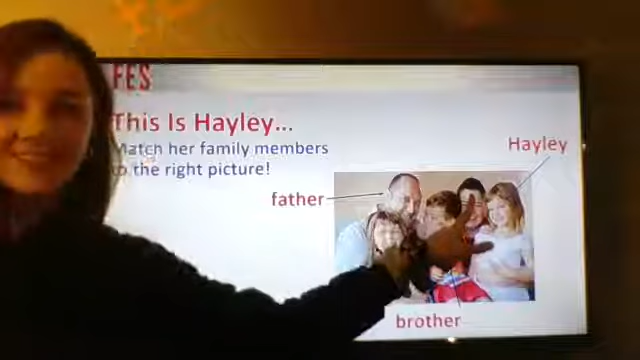 FES
This Is Hayley...
Match her family members
to the right picture!
Hayley
father
brother